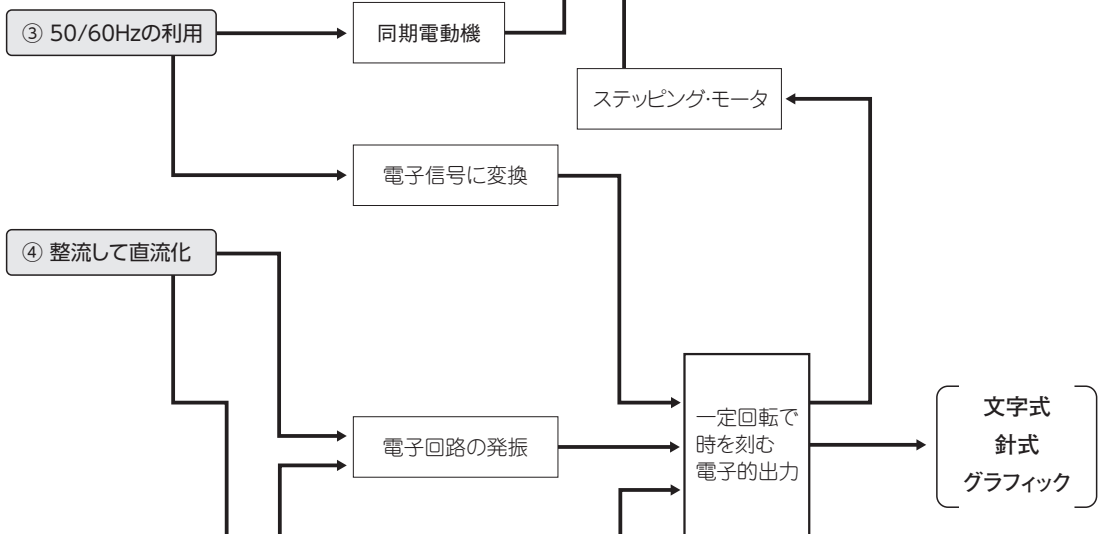 ③ 50/60Hzの利用
同期電動機
ステッピング・モータ
電子信号に変換
④ 整流して直流化
電子回路の発振
一定回転で
時を刻む
電子的出力
文字式
針式
グラフィック